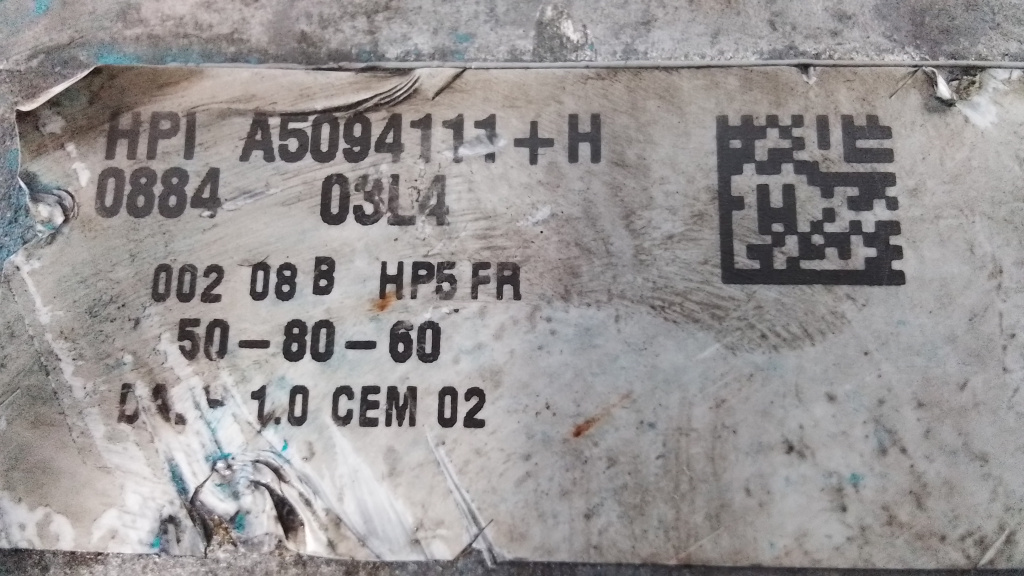 HPI A5094111+H
0884 03L4
002 08 B HP5 FR
50-80-60
1.0 CEM 02